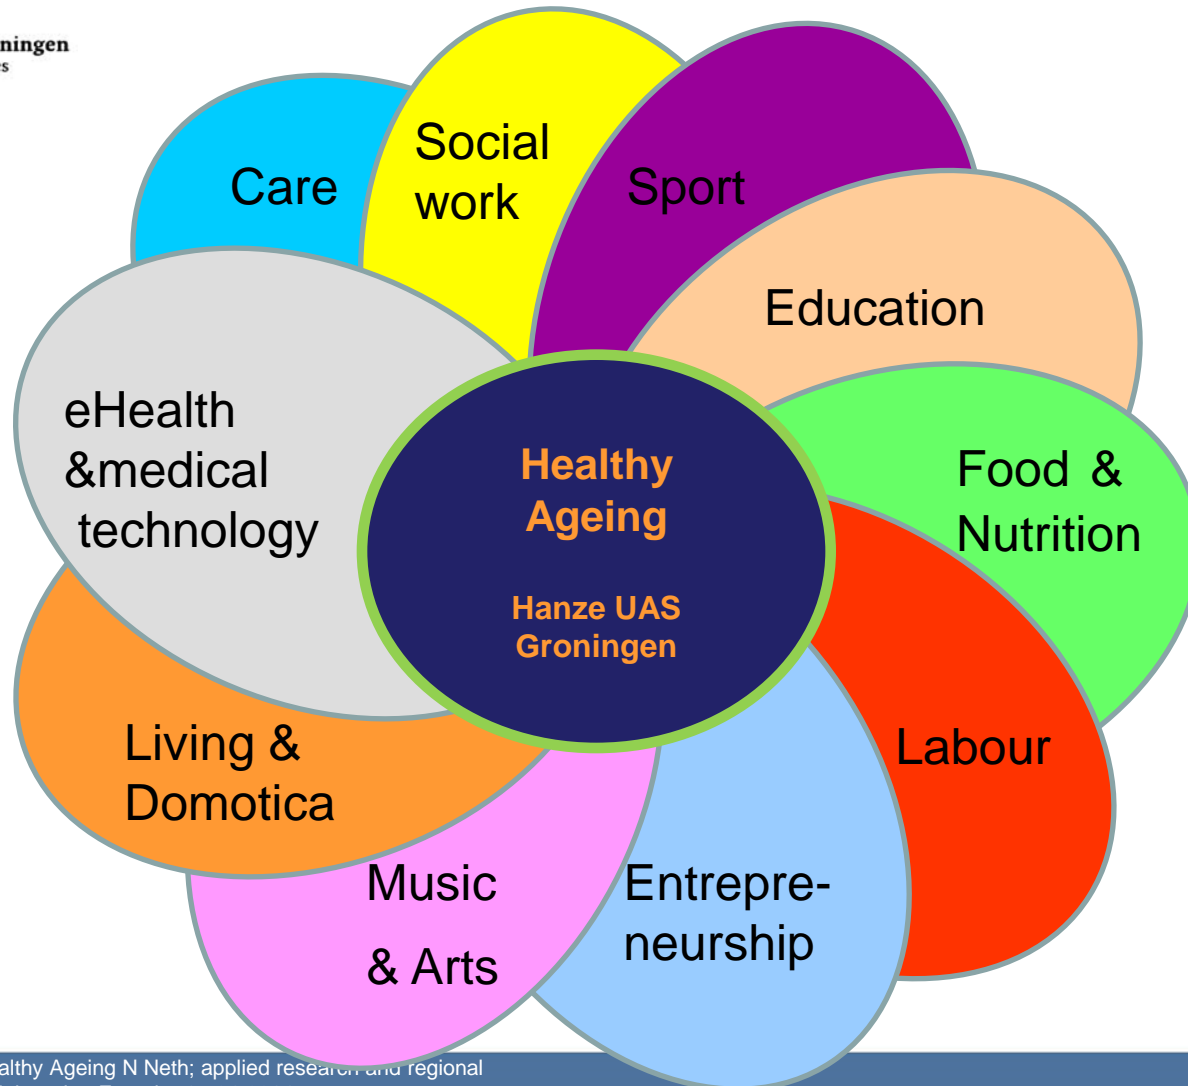 ningen
es
Care
Social
work
Sport
Education
eHealth
&medical
technology
Food &
Nutrition
Healthy
Ageing
Hanze UAS
Groningen
Living &
Domotica
Labour
Music
& Arts
Entrepre-
neurship
althy Ageing N Neth; applied research and regional